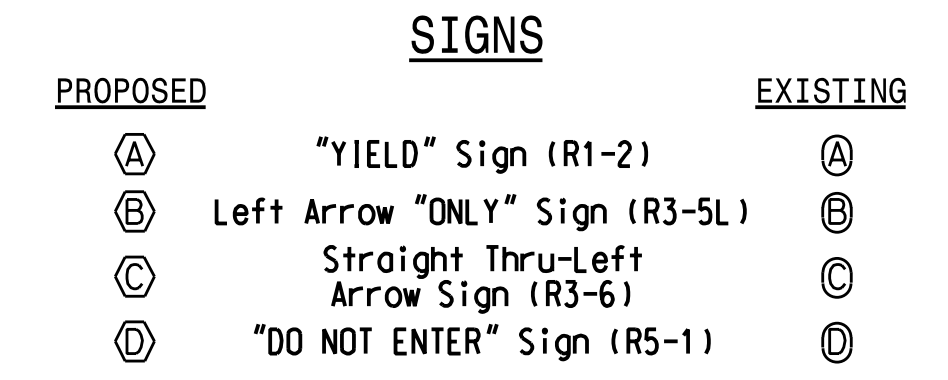 SIGNS
PROPOSED EXISTING
A "YIELD" Sign (R1-2) A
B Left Arrow "ONLY" Sign (R3-5L) B
Straight Thru-Left
C Arrow Sign (R3-6) C
D "DO NOT ENTER" Sign (R5-1) D